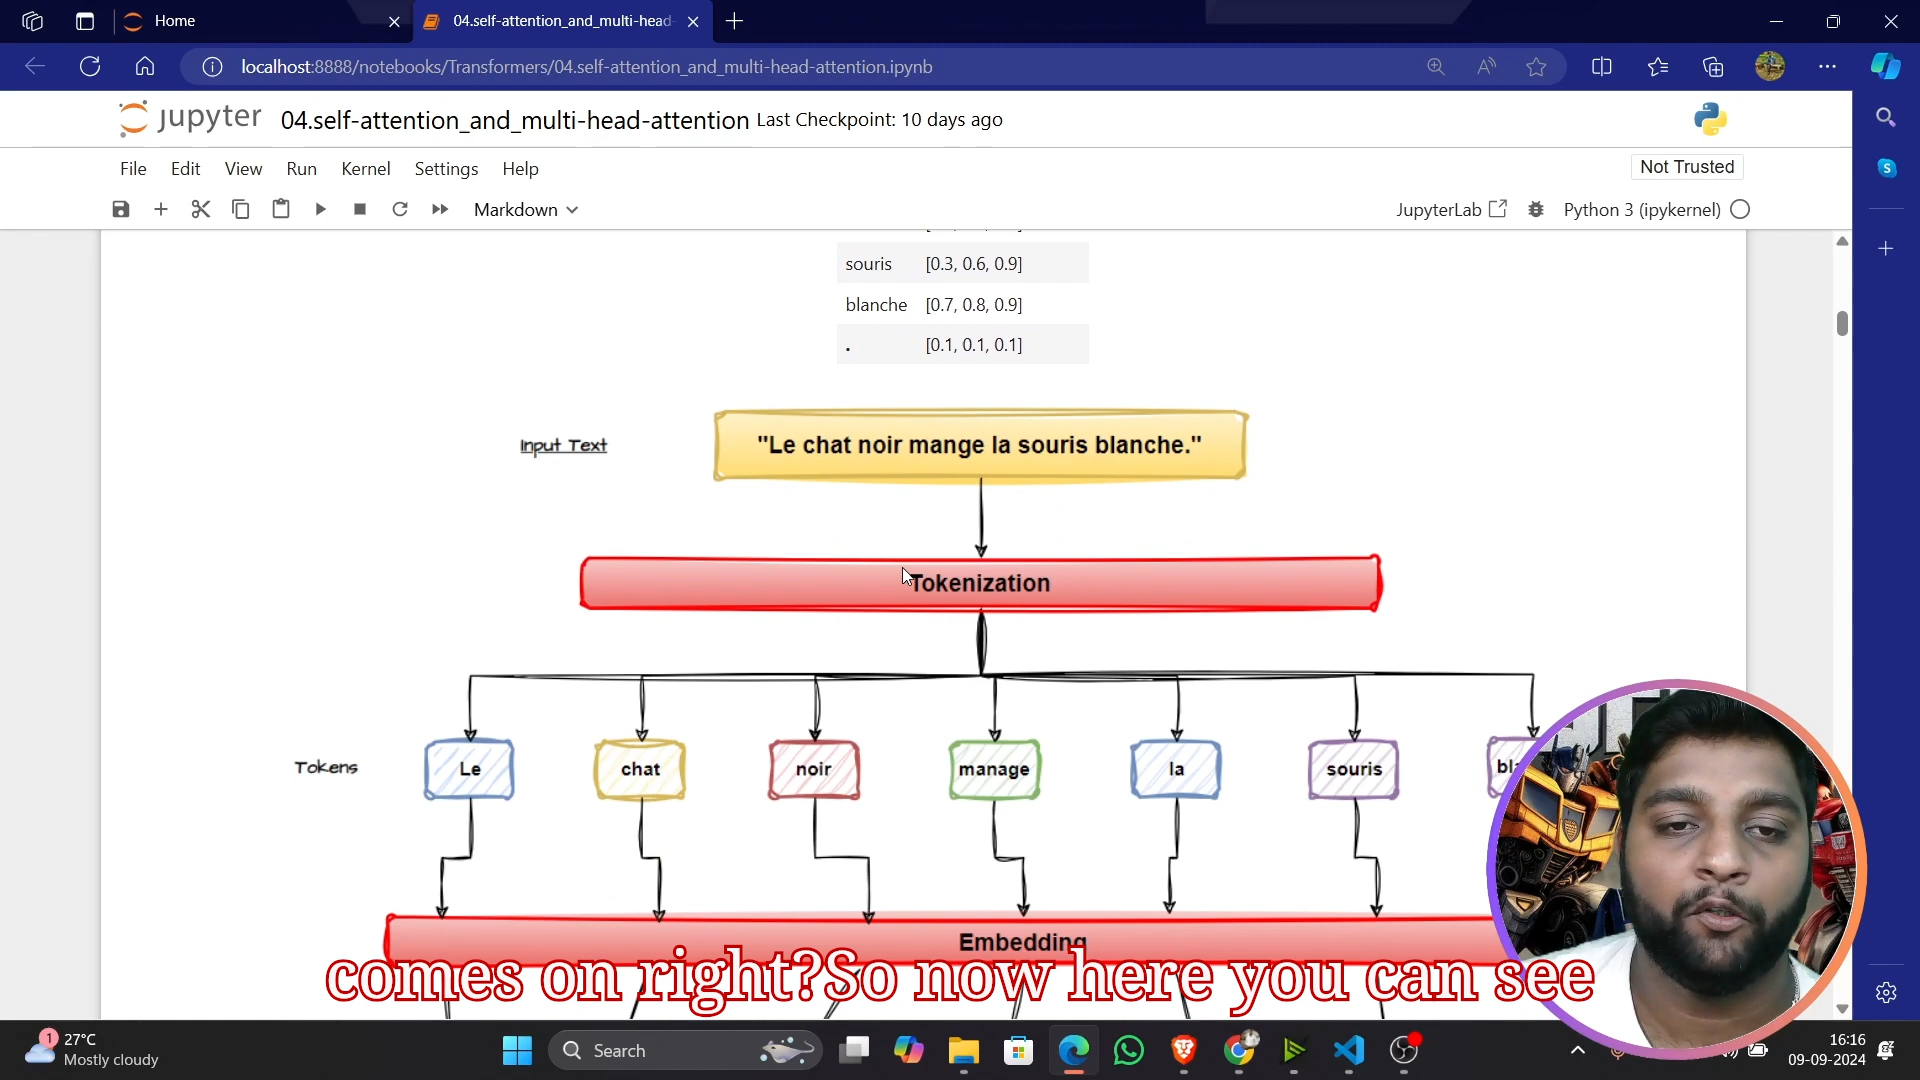 Home
04.self-attention_and_multi-head-
localhost:8888/notebooks/Transformers/04.self-attention_and_multi-head-attention.ipynb
jupyter 04.self-attention_and_multi-head-attention Last Checkpoint: 10 days ago
File Edit View Run Kernel Settings Help
Not Trusted
Markdown
JupyterLab Python 3 (ipykernel)
souris [0.3, 0.6, 0.9]
blanche [0.7, 0.8, 0.9]
. [0.1, 0.1, 0.1]
Input Text
"Le chat noir mange la souris blanche."
Tokenization
Tokens Le chat noir manage la souris
Embedding
comes on right?So now here you can see
1
27°C
Mostly cloudy
Search
16:16
09-09-2024